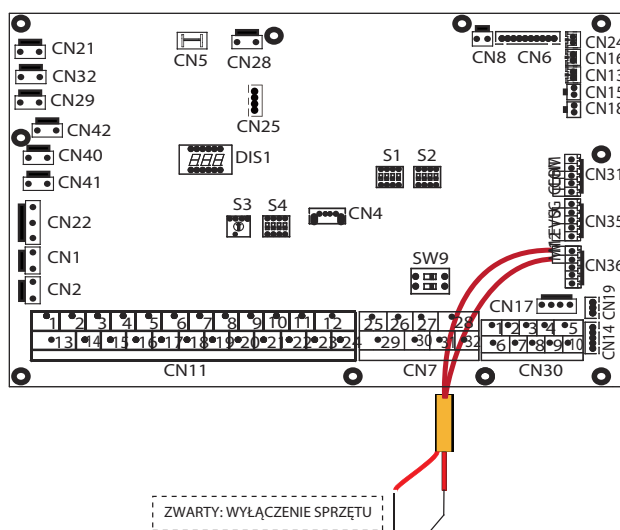 CN21
CN5
CN28
CN8
CN6
CN24
CN16
CN32
CN13
CN29
CN15
CN25
CN18
CN42
CN40
DIS1
S1
S2
CN41
CN31
CN22
S3
S4
CN4
CN35
CN1
SW9
CN36
CN2
CN17
CN19
1 2 3 4 5 6 7 8 9 10 11 12
25 26 27 28
1 2 3 4 5
13 14 15 16 17 18 19 20 21 22 23 24
29 30 31 32
6 7 8 9 10
CN14
CN11
CN7
CN30
ZWARTY: WYŁĄCZENIE SPRZĘTU